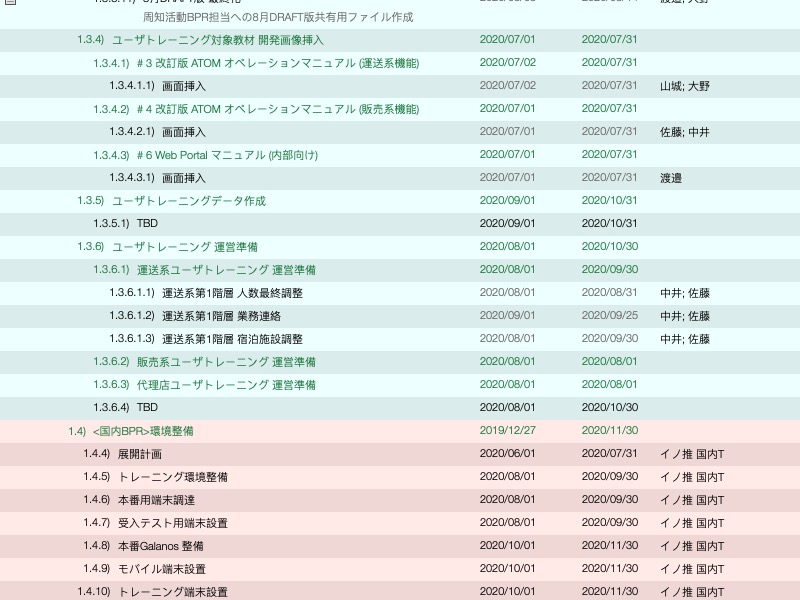 周知活動BPR担当への8月DRAFT版共有用ファイル作成
1.3.4) ユーザトレーニング対象教材 開発画像挿入 2020/07/01 2020/07/31
1.3.4.1) #3 改訂版 ATOM オペレーションマニュアル (運送系機能) 2020/07/02 2020/07/31
1.3.4.1.1) 画面挿入 2020/07/02 2020/07/31 山城; 大野
1.3.4.2) #4 改訂版 ATOM オペレーションマニュアル (販売系機能) 2020/07/01 2020/07/31
1.3.4.2.1) 画面挿入 2020/07/01 2020/07/31 佐藤; 中井
1.3.4.3) #6 Web Portal マニュアル (内部向け) 2020/07/01 2020/07/31
1.3.4.3.1) 画面挿入 2020/07/01 2020/07/31 渡邉
1.3.5) ユーザトレーニングデータ作成 2020/09/01 2020/10/31
1.3.5.1) TBD 2020/09/01 2020/10/31
1.3.6) ユーザトレーニング 運営準備 2020/08/01 2020/10/30
1.3.6.1) 運送系ユーザトレーニング 運営準備 2020/08/01 2020/09/30
1.3.6.1.1) 運送系第1階層 人数最終調整 2020/08/01 2020/08/31 中井; 佐藤
1.3.6.1.2) 運送系第1階層 業務連絡 2020/09/01 2020/09/25 中井; 佐藤
1.3.6.1.3) 運送系第1階層 宿泊施設調整 2020/08/01 2020/09/30 中井; 佐藤
1.3.6.2) 販売系ユーザトレーニング 運営準備 2020/08/01 2020/08/01
1.3.6.3) 代理店ユーザトレーニング 運営準備 2020/08/01 2020/08/01
1.3.6.4) TBD 2020/08/01 2020/10/30
1.4) <国内BPR>環境整備 2019/12/27 2020/11/30
1.4.4) 展開計画 2020/06/01 2020/07/31 イノ推 国内T
1.4.5) トレーニング環境整備 2020/08/01 2020/09/30 イノ推 国内T
1.4.6) 本番用端末調達 2020/08/01 2020/09/30 イノ推 国内T
1.4.7) 受入テスト用端末設置 2020/08/01 2020/09/30 イノ推 国内T
1.4.8) 本番Galanos 整備 2020/10/01 2020/11/30 イノ推 国内T
1.4.9) モバイル端末設置 2020/10/01 2020/11/30 イノ推 国内T
1.4.10) トレーニング端末設置 2020/10/01 2020/11/30 イノ推 国内T